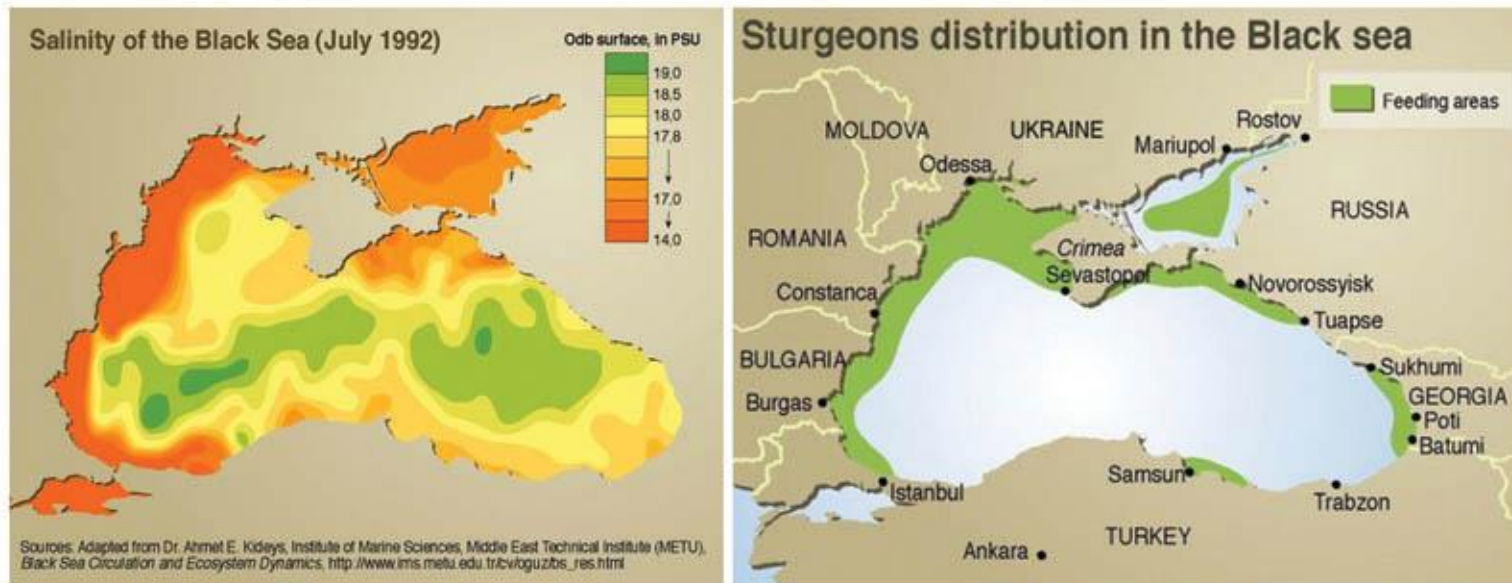 Salinity of the Black Sea (July 1992)
Odb surface, in PSU
19,0
18,5
18,0
17,8
17,0
14,0
Sources: Adapted from Dr. Ahmet E. Kideys, Institute of Marine Sciences, Middle East Technical Institute (METU),
Black Sea Circulation and Ecosystem Dynamics, http://www.ims.metu.edu.tr/cv/oguz/bs_res.html
Sturgeons distribution in the Black sea
Feeding areas
MOLDOVA
UKRAINE
Rostov
Mariupol
Odessa
RUSSIA
ROMANIA
Crimea
Sevastopol
Novorossyisk
Constanca
Tuapse
BULGARIA
Sukhumi
GEORGIA
Burgas
Poti
Batumi
Samsun
Istanbul
Trabzon
TURKEY
Ankara